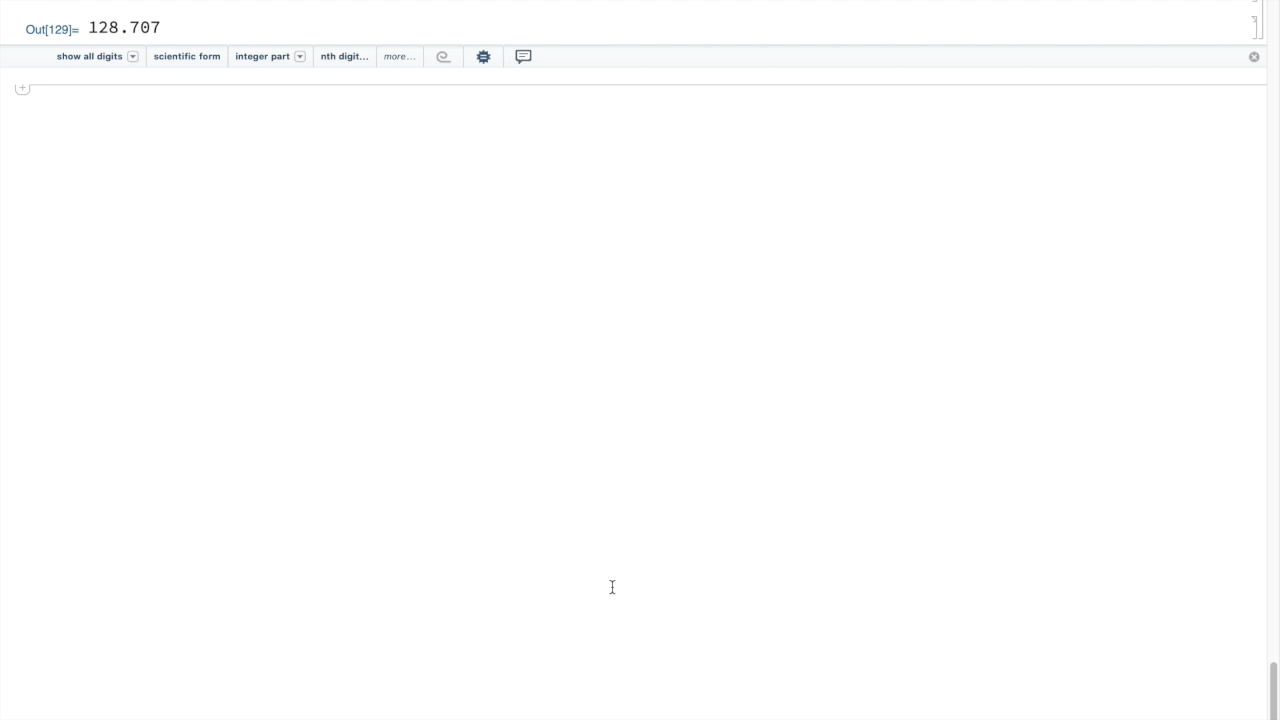 Out[129]= 128.707
show all digits scientific form integer part nth digit... more...